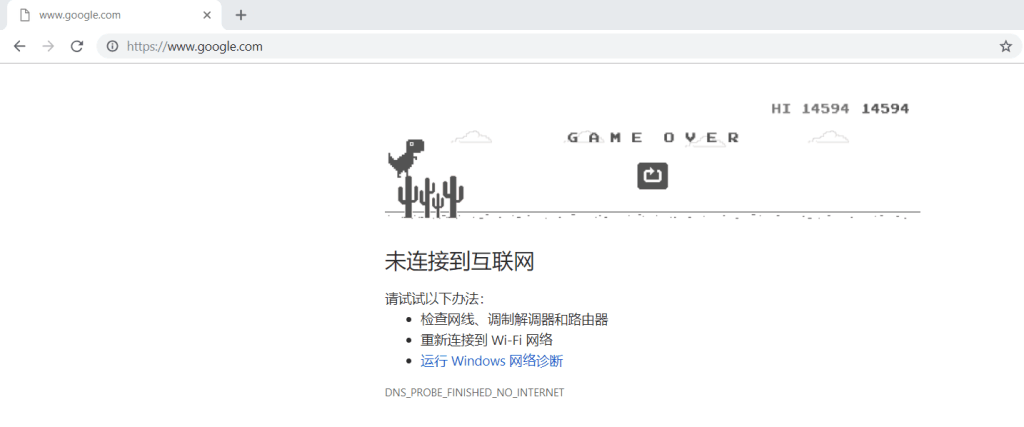 www.google.com
https://www.google.com
HI 14594 14594
GAME OVER
未连接到互联网
请试试以下办法：
检查网线、调制解调器和路由器
重新连接到 Wi-Fi 网络
运行 Windows 网络诊断
DNS_PROBE_FINISHED_NO_INTERNET